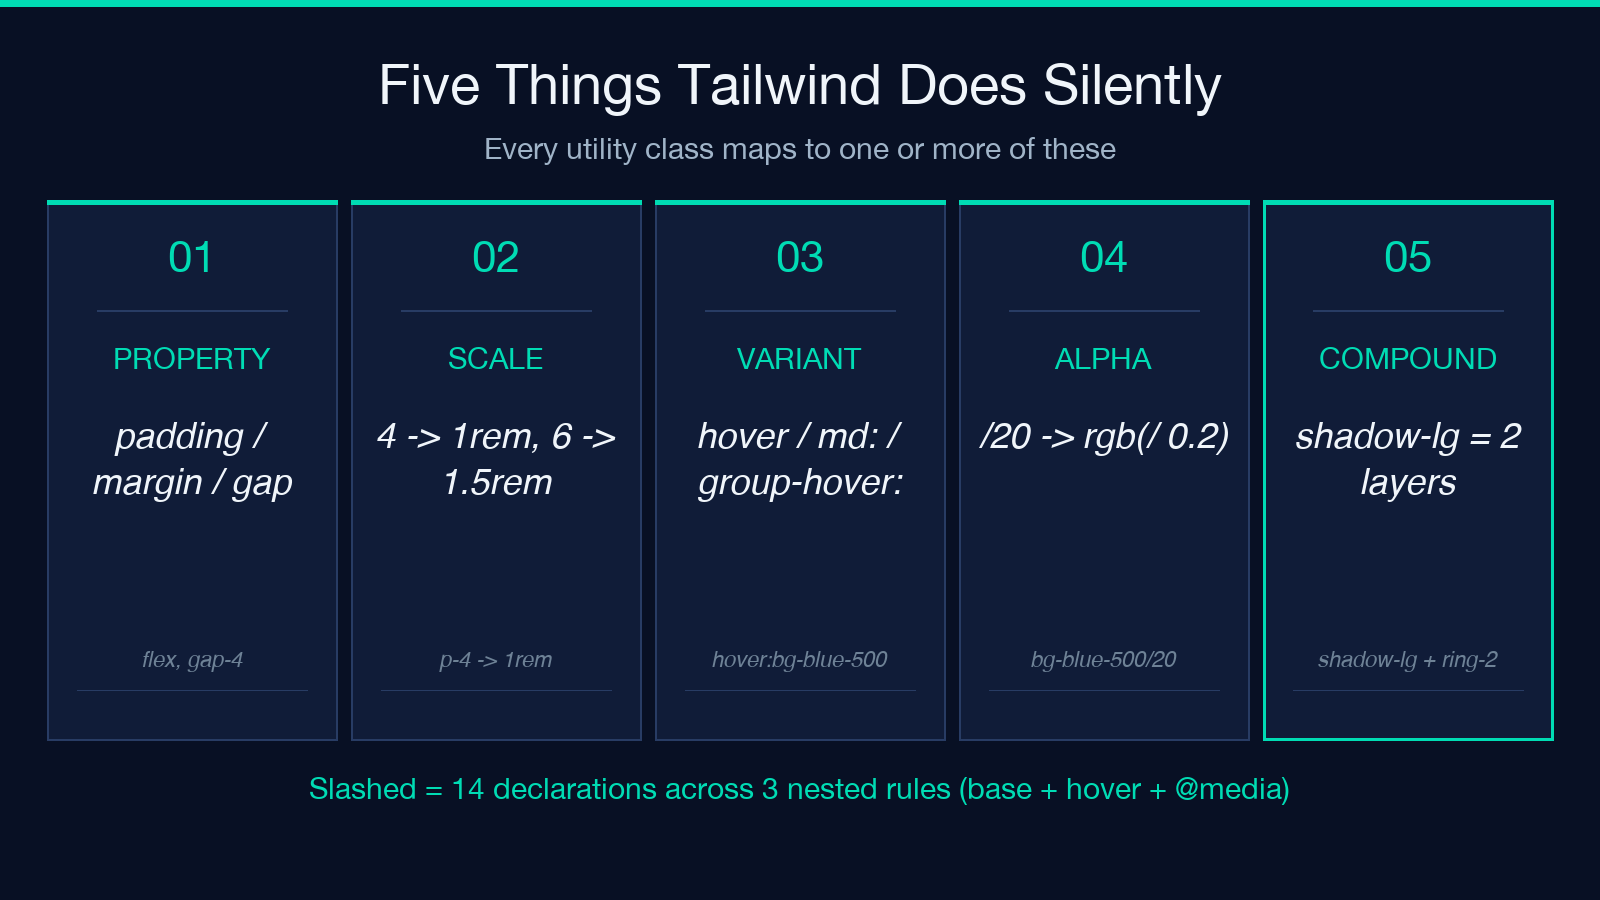 Five Things Tailwind Does Silently
Every utility class maps to one or more of these
01
PROPERTY
padding /
margin / gap
flex, gap-4
02
SCALE
4 -> 1rem, 6 ->
1.5rem
p-4 -> 1rem
03
VARIANT
hover / md: /
group-hover:
hover:bg-blue-500
04
ALPHA
/20 -> rgb(/ 0.2)
bg-blue-500/20
05
COMPOUND
shadow-lg = 2
layers
shadow-lg + ring-2
Slashed = 14 declarations across 3 nested rules (base + hover + @media)